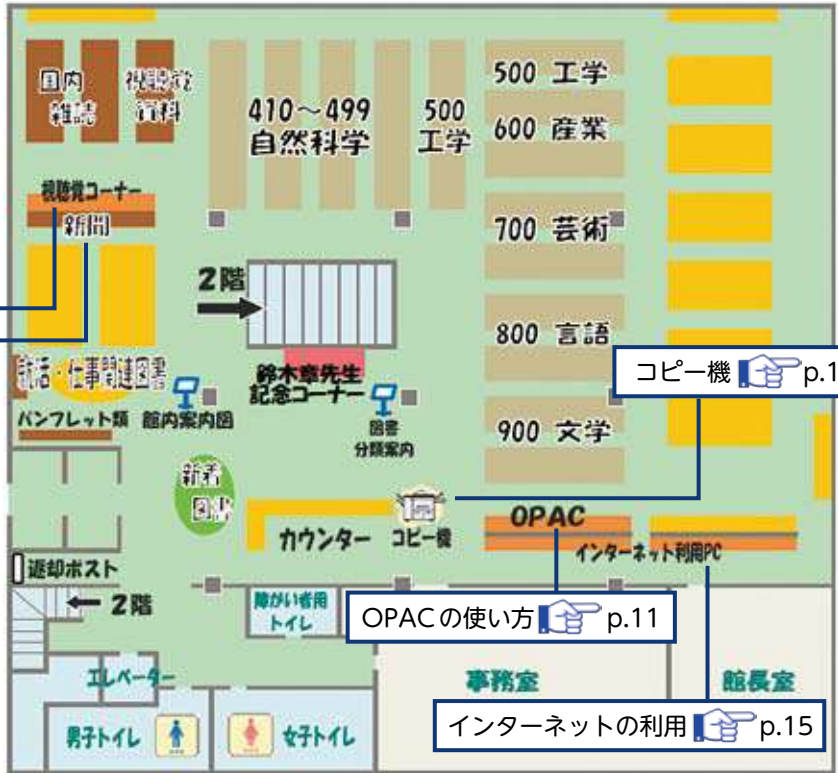 国内
雑誌
視聴覚
資料
410～499
自然科学
500
工学
500 工学
600 産業
700 芸術
800 言語
900 文学
視聴覚コーナー
新聞
2階
鈴木章先生
記念コーナー
就活・仕事関連図書
パンフレット類
館内案内図
図書
分類案内
新着
図書
カウンター
コピー機
コピー機 p.1
OPAC
インターネット利用PC
返却ポスト
2階
障がい者用
トイレ
OPACの使い方 p.11
エレベーター
事務室
館長室
男子トイレ
女子トイレ
インターネットの利用 p.15